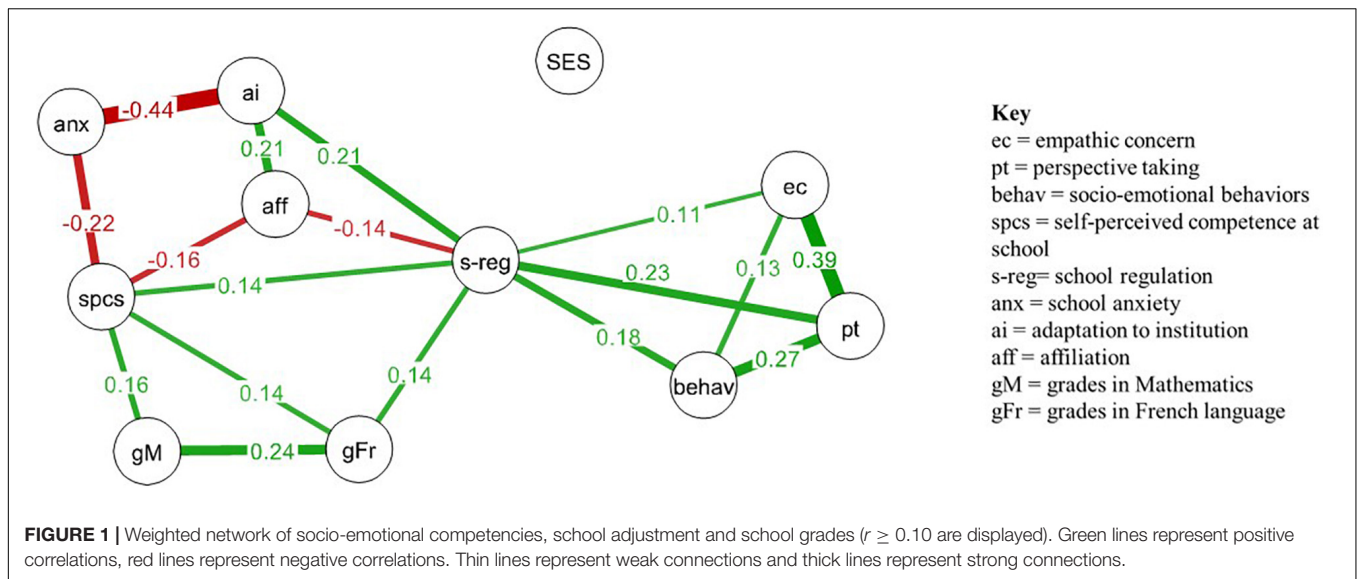 SES
ai
anx
-0.44
0.21
0.21
ec
aff
0.11
-0.22
-0.14
s-reg
0.13
0.39
-0.16
0.23
spcs
0.14
pt
0.18
0.27
behav
0.16
0.14
0.14
gM
0.24
gFr
Key
ec = empathic concern
pt = perspective taking
behav = socio-emotional behaviors
spcs = self-perceived competence at
school
s-reg= school regulation
anx = school anxiety
ai = adaptation to institution
aff = affiliation
gM = grades in Mathematics
gFr = grades in French language
FIGURE 1 | Weighted network of socio-emotional competencies, school adjustment and school grades (r ≥ 0.10 are displayed). Green lines represent positive
correlations, red lines represent negative correlations. Thin lines represent weak connections and thick lines represent strong connections.